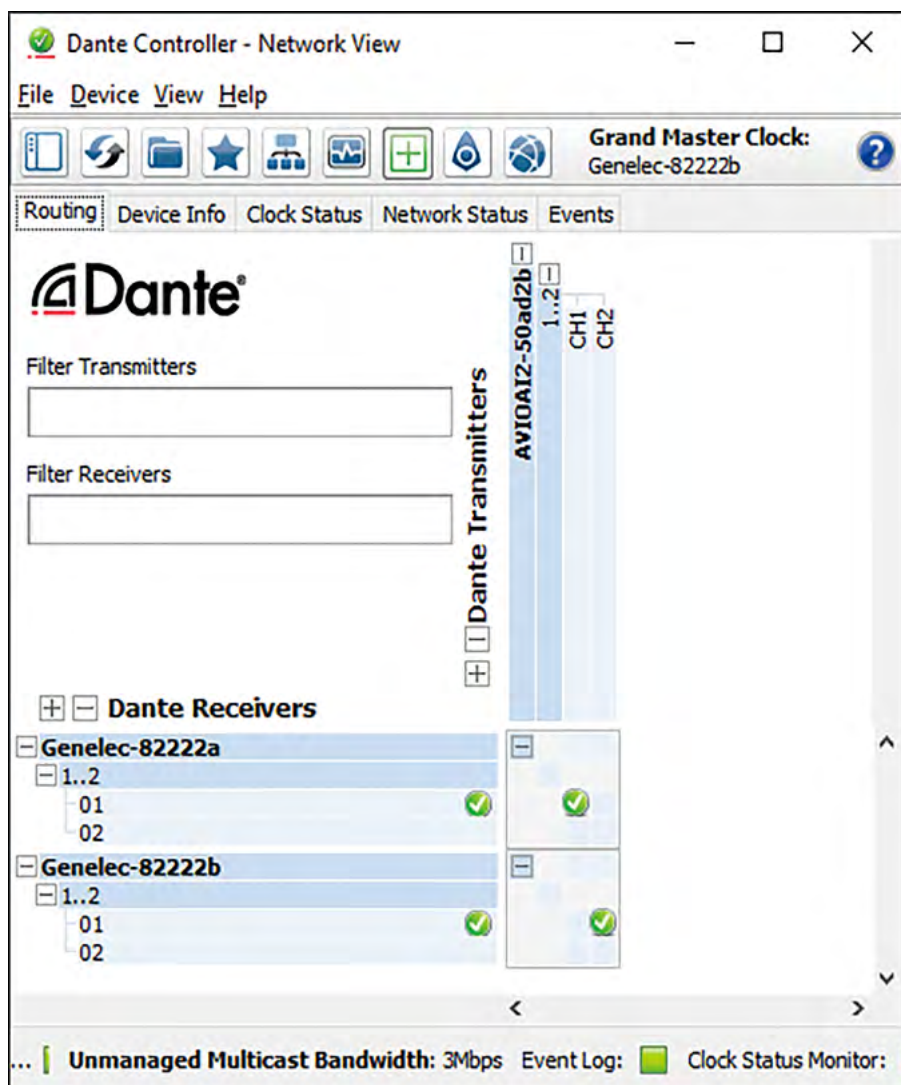 Dante Controller - Network View
File Device View Help
Grand Master Clock:
Genelec-82222b
?
Routing Device Info Clock Status Network Status Events
Dante®
Filter Transmitters
Filter Receivers
Dante Transmitters
AVIOAI2-50ad2b
1..2
CH1
CH2
Dante Receivers
Genelec-82222a
1..2
01
02
Genelec-82222b
1..2
01
02
... Unmanaged Multicast Bandwidth: 3Mbps Event Log: Clock Status Monitor: